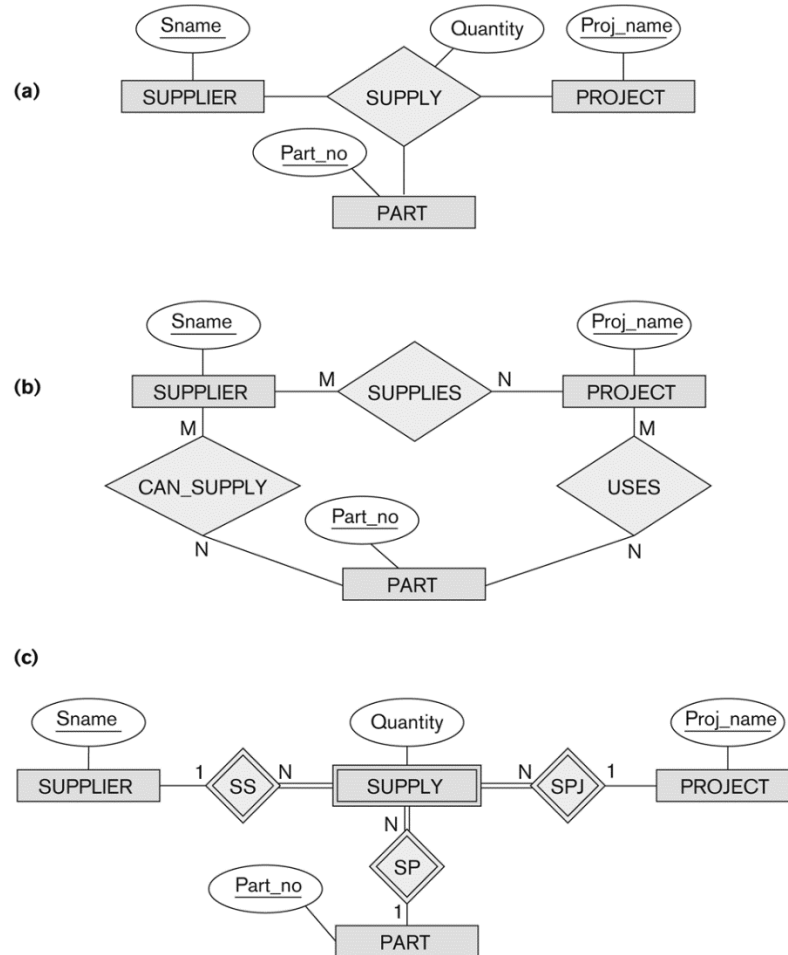 Sname
Quantity
Proj_name
(a)
SUPPLIER
SUPPLY
PROJECT
Part_no
PART
Sname
Proj_name
(b)
SUPPLIER
M
SUPPLIES
N
PROJECT
M
M
CAN_SUPPLY
USES
Part_no
N
N
PART
(c)
Sname
Quantity
Proj_name
SUPPLIER
1
SS
N
SUPPLY
N
SPJ
1
PROJECT
N
SP
Part_no
1
PART